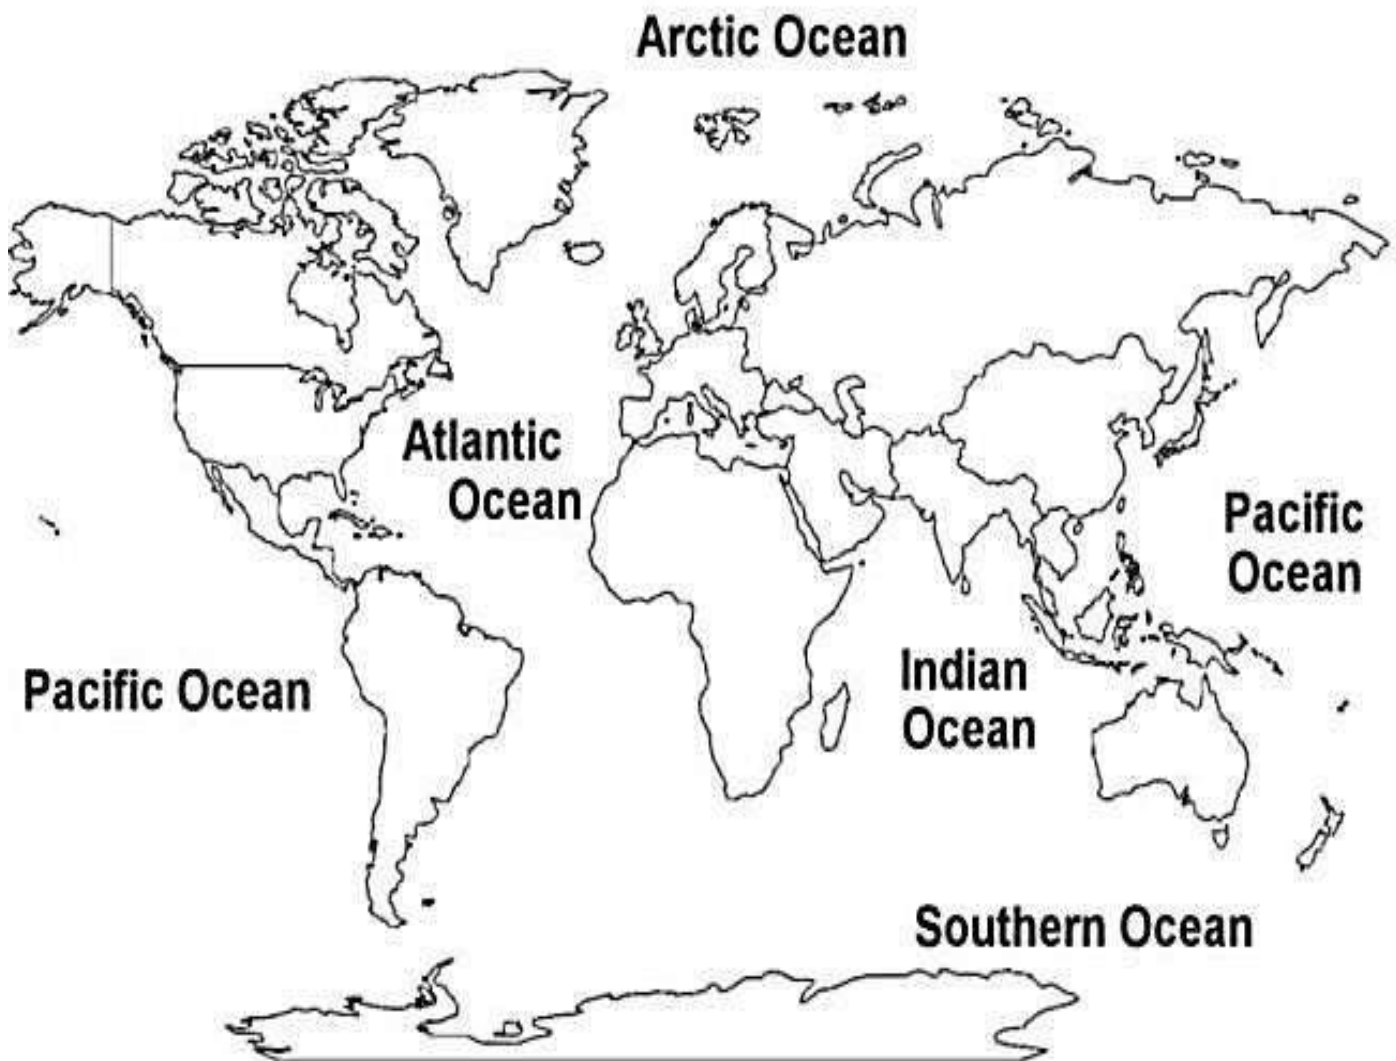 Arctic Ocean
Atlantic
Ocean
Pacific
Ocean
Indian
Ocean
Pacific Ocean
Southern Ocean